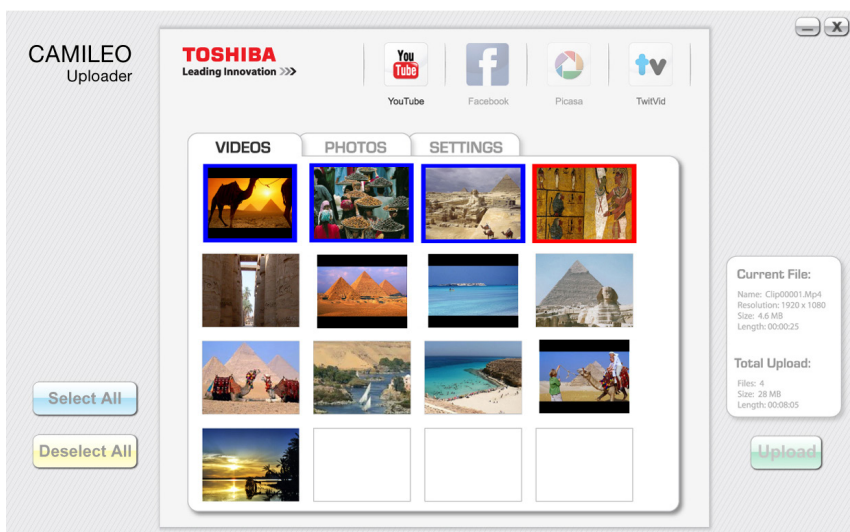 CAMILEO
Uploader
TOSHIBA
Leading Innovation >>>
You
Tube
f
tv
YouTube
Facebook
Picasa
TwitVid
VIDEOS
PHOTOS
SETTINGS
Current File:
Name: Clip00001.Mp4
Resolution: 1920 x 1080
Size: 4.6 MB
Length: 00:00:25
Total Upload:
Files: 4
Size: 28 MB
Length: 00:08:05
Select All
Deselect All
Upload